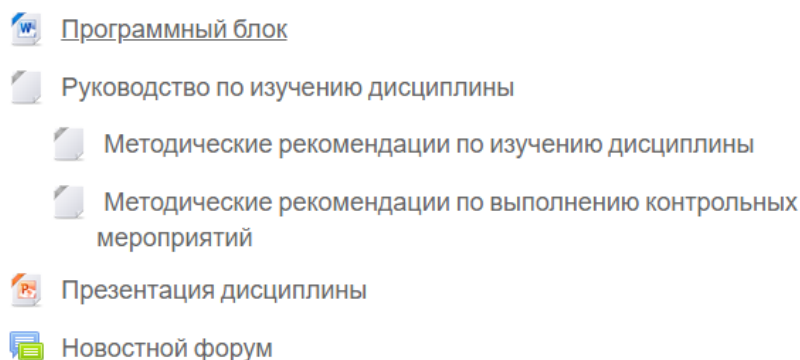 Программный блок
Руководство по изучению дисциплины
Методические рекомендации по изучению дисциплины
Методические рекомендации по выполнению контрольных
мероприятий
Презентация дисциплины
Новостной форум